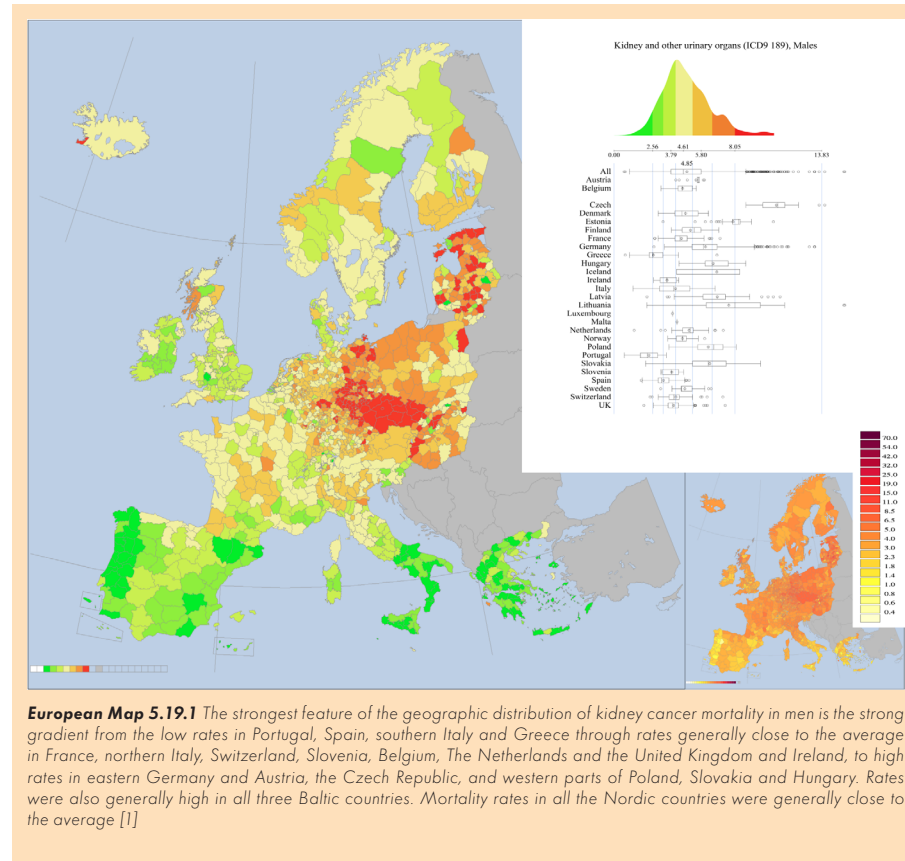 Kidney and other urinary organs (ICD9 189), Males
2.56 4.61 8.05
0.00 3.79 5.80 13.83
4.85
All
Austria
Belgium
Czech
Denmark
Estonia
Finland
France
Germany
Greece
Hungary
Iceland
Ireland
Italy
Latvia
Lithuania
Luxembourg
Malta
Netherlands
Norway
Poland
Portugal
Slovakia
Slovenia
Spain
Sweden
Switzerland
UK
70.0
54.0
42.0
32.0
25.0
19.0
15.0
11.0
8.5
6.5
5.0
4.0
3.0
2.3
1.8
1.4
1.0
0.8
0.6
0.4
European Map 5.19.1 The strongest feature of the geographic distribution of kidney cancer mortality in men is the strong
gradient from the low rates in Portugal, Spain, southern Italy and Greece through rates generally close to the average
in France, northern Italy, Switzerland, Slovenia, Belgium, The Netherlands and the United Kingdom and Ireland, to high
rates in eastern Germany and Austria, the Czech Republic, and western parts of Poland, Slovakia and Hungary. Rates
were also generally high in all three Baltic countries. Mortality rates in all the Nordic countries were generally close to
the average [1]